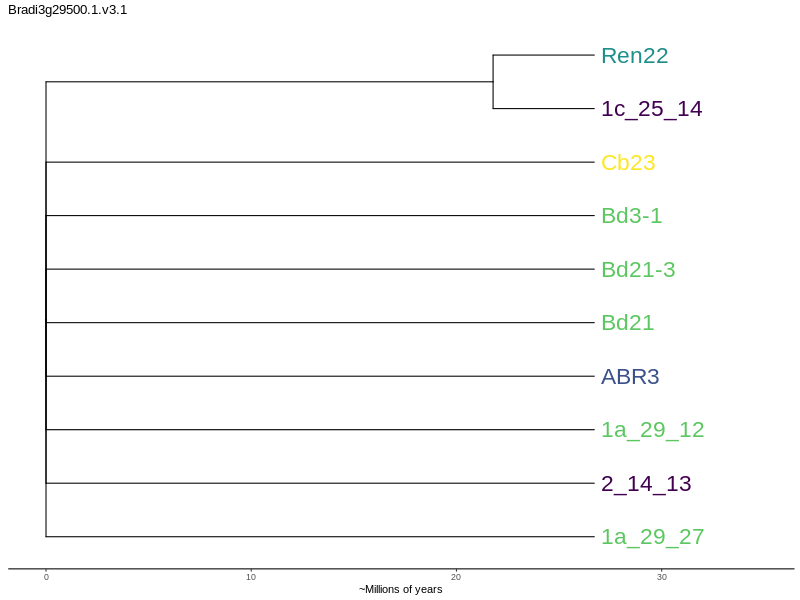 Bradi3g29500.1.v3.1
Ren22
1c_25_14
Cb23
Bd3-1
Bd21-3
Bd21
ABR3
1a_29_12
2_14_13
1a_29_27
0 10 20 30
~Millions of years